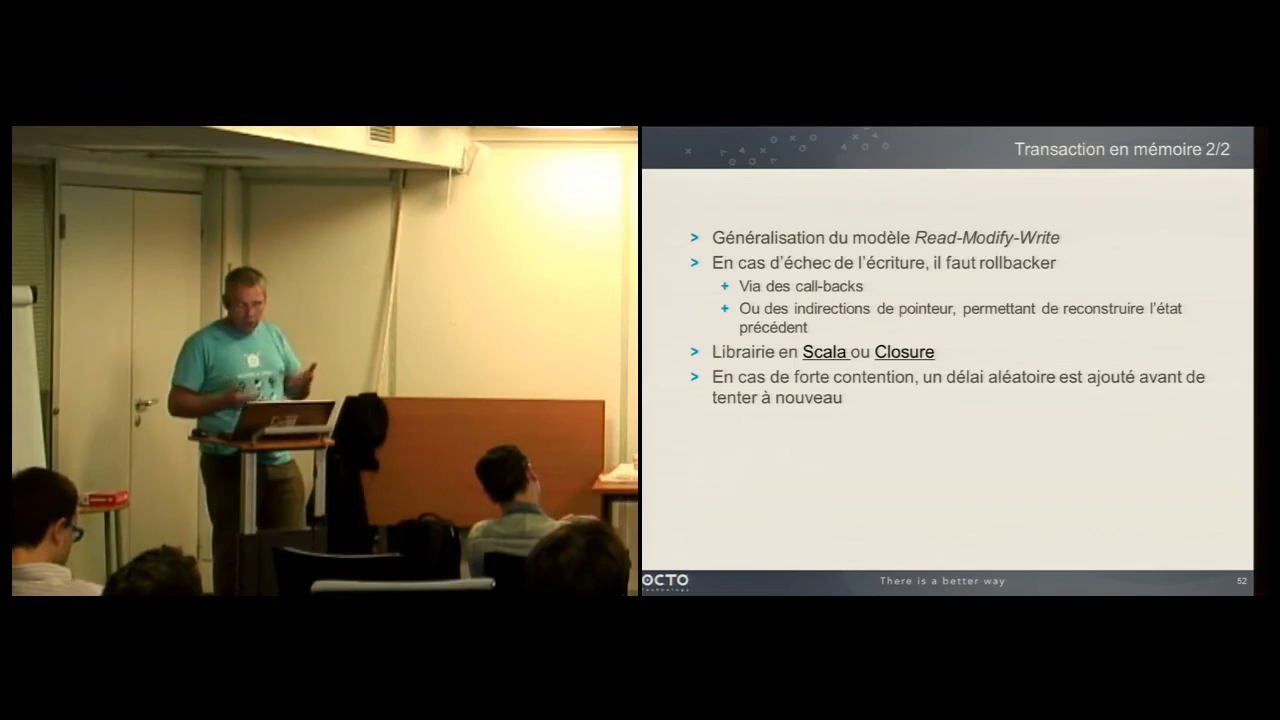 Transaction en mémoire 2/2
> Généralisation du modèle Read-Modify-Write
> En cas d’échec de l’écriture, il faut rollbacker
+ Via des call-backs
+ Ou des indirections de pointeur, permettant de reconstruire l’état
précédent
> Librairie en Scala ou Closure
> En cas de forte contention, un délai aléatoire est ajouté avant de
tenter à nouveau
OCTO
There is a better way
52